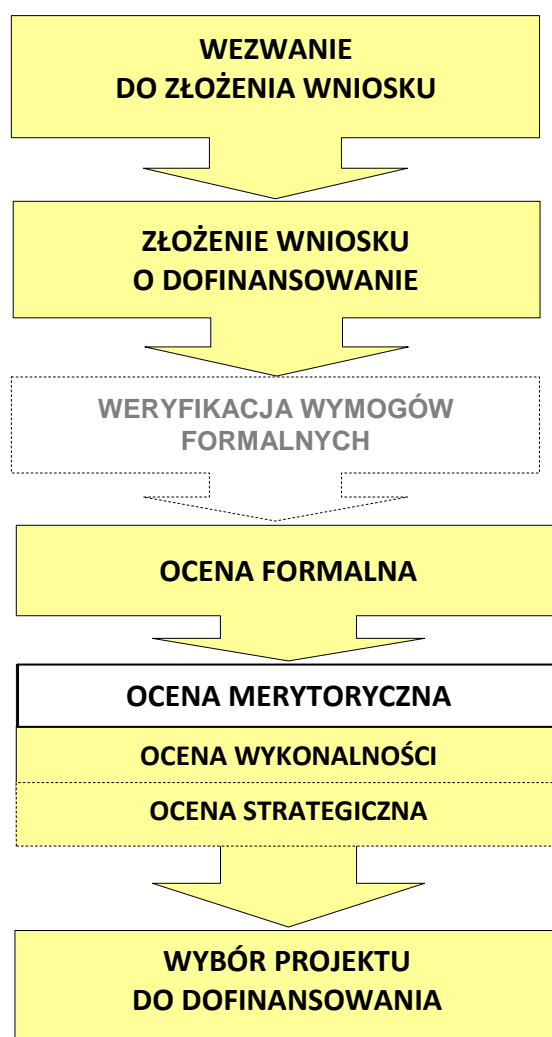 WEZWANIE
DO ZŁOŻENIA WNIOSKU
ZŁOŻENIE WNIOSKU
O DOFINANSOWANIE
WERYFIKACJA WYMOGÓW
FORMALNYCH
OCENA FORMALNA
OCENA MERYTORYCZNA
OCENA WYKONALNOŚCI
OCENA STRATEGICZNA
WYBÓR PROJEKTU
DO DOFINANSOWANIA